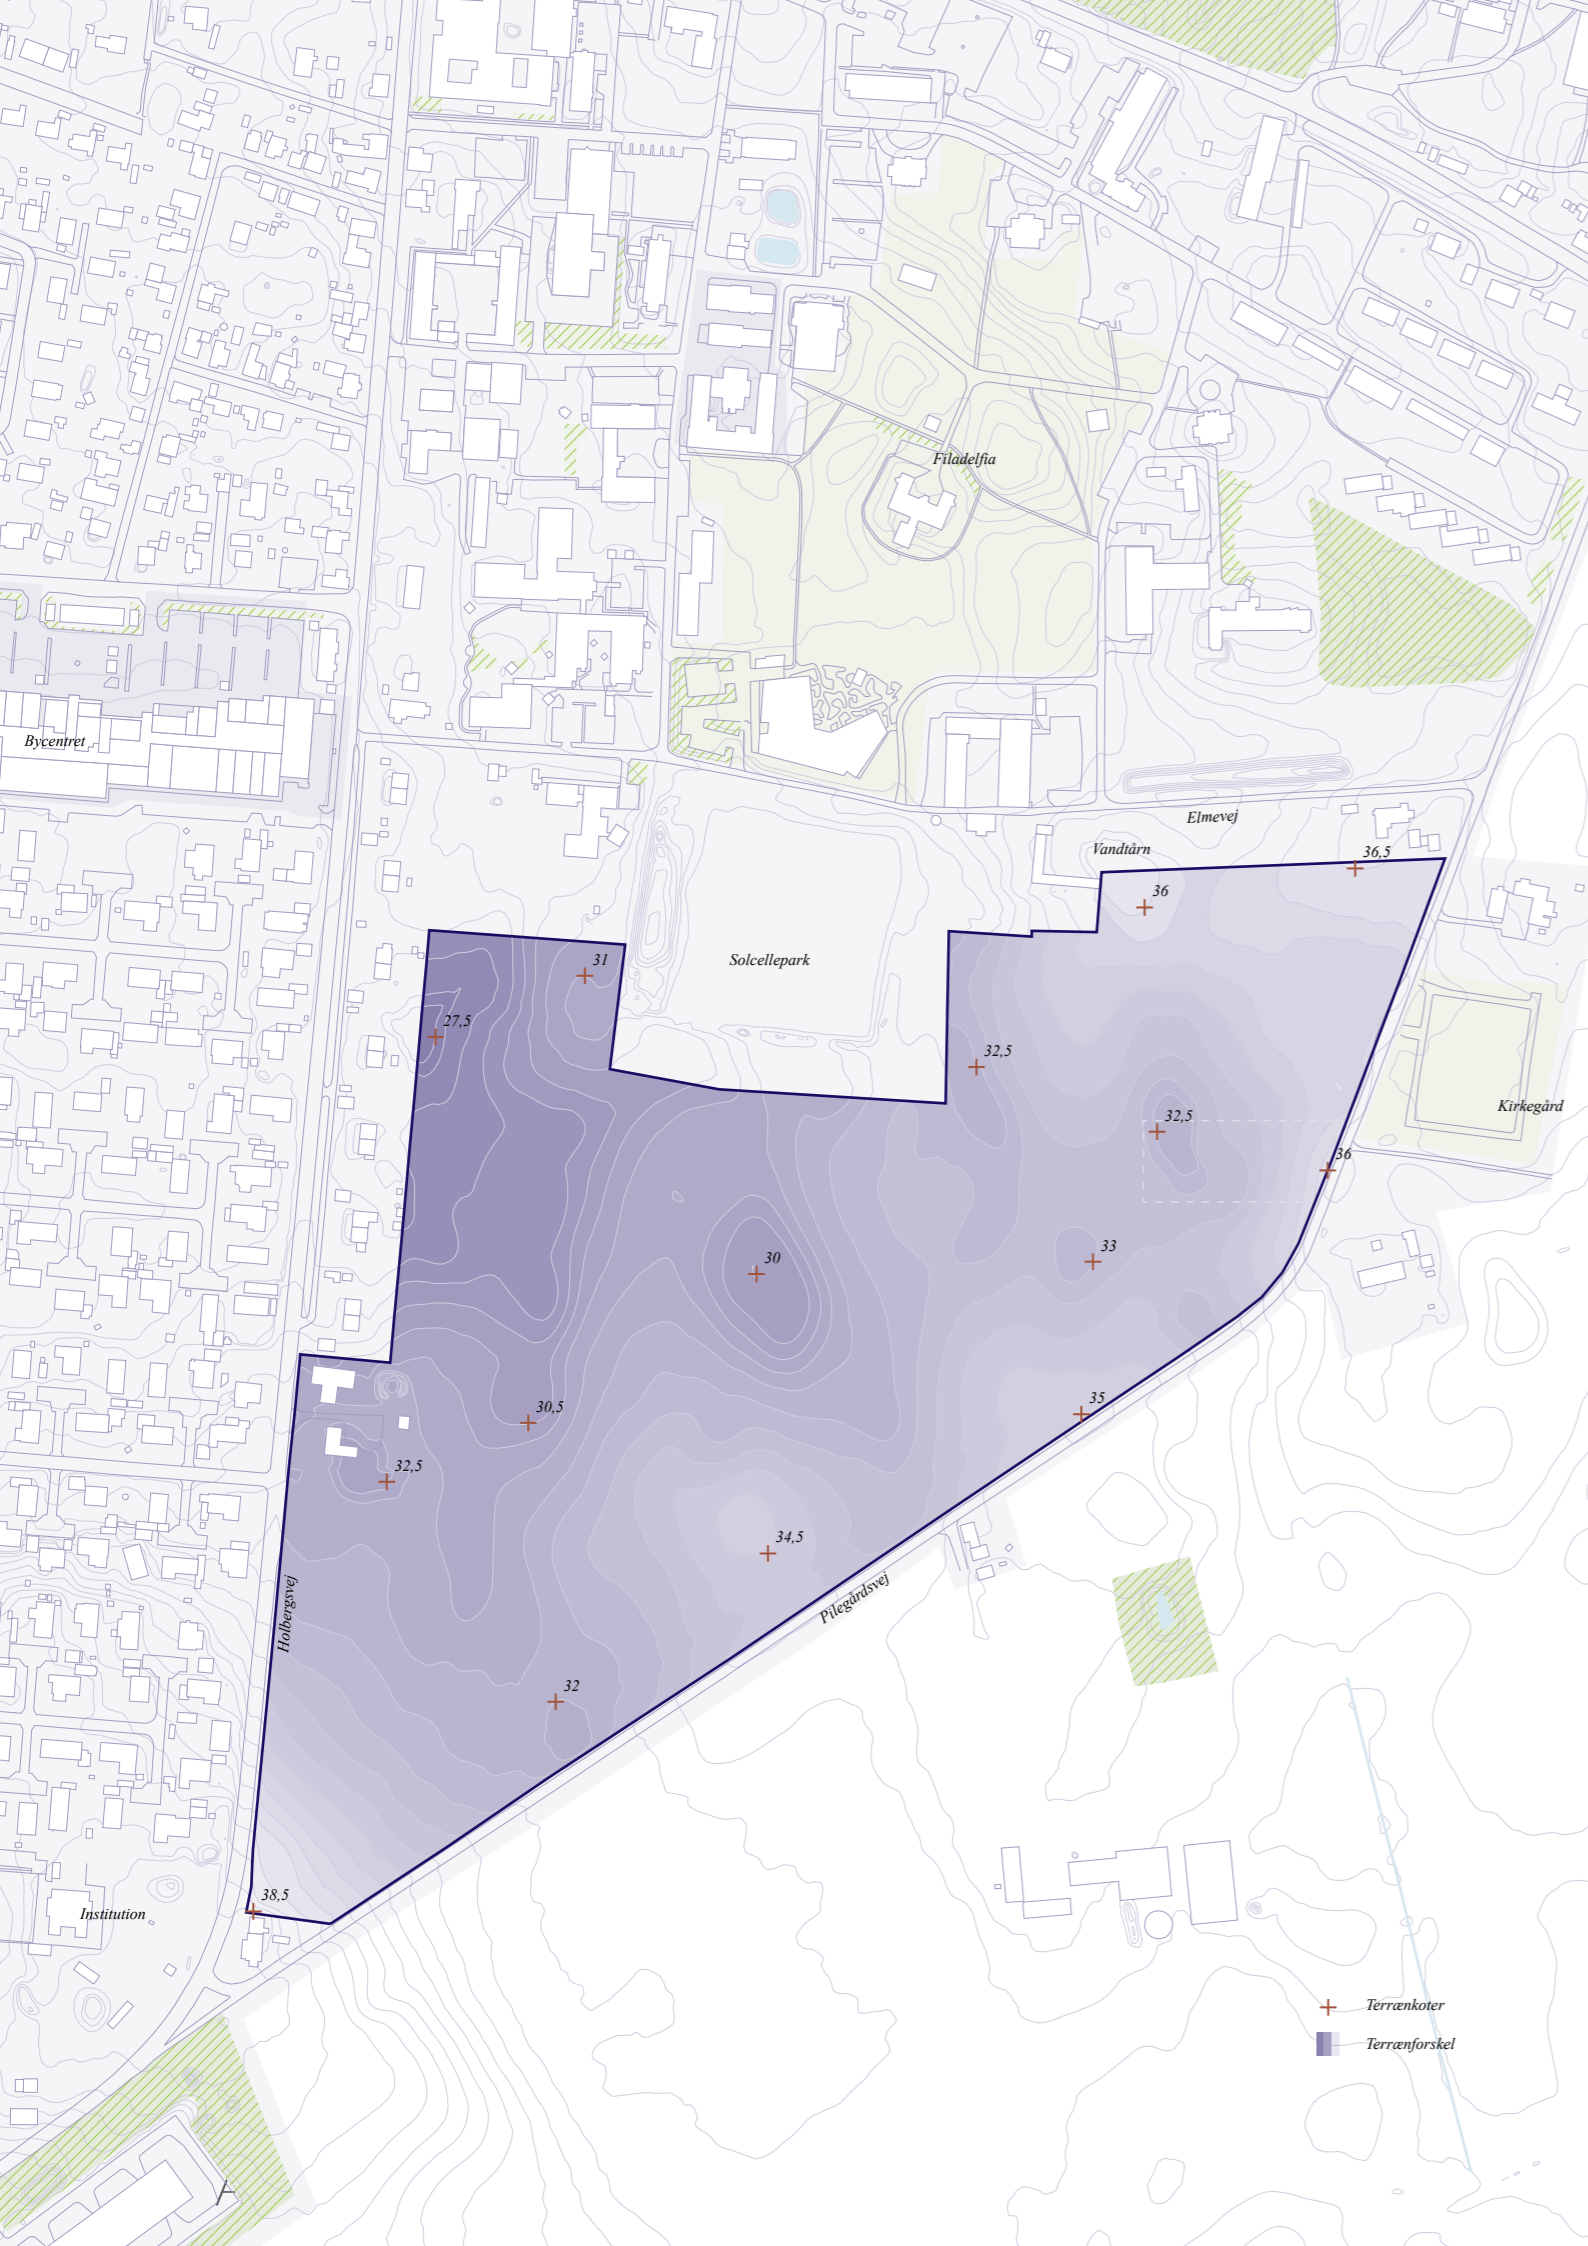 Filadelfia
Bycentret
Elmevej
Vandtårn
36,5
36
Solcellepark
31
27,5
32,5
32,5
Kirkegård
36
33
30
35
30,5
32,5
34,5
Pilegårdsvej
Holbergsvej
32
38,5
Institution
Terrænkoter
Terrænforskel